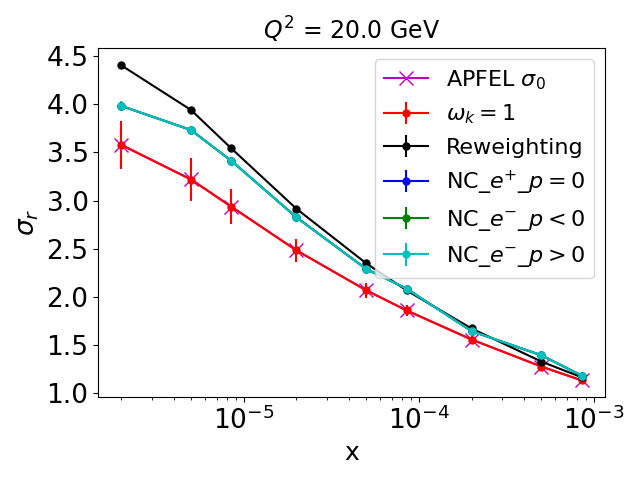 Q² = 20.0 GeV
4.5
4.0
3.5
3.0
2.5
2.0
1.5
1.0
σᵣ
APFEL σ₀
ωₖ = 1
Reweighting
NC_e⁺_p = 0
NC_e⁻_p < 0
NC_e⁻_p > 0
10⁻⁵ 10⁻⁴ 10⁻³
x